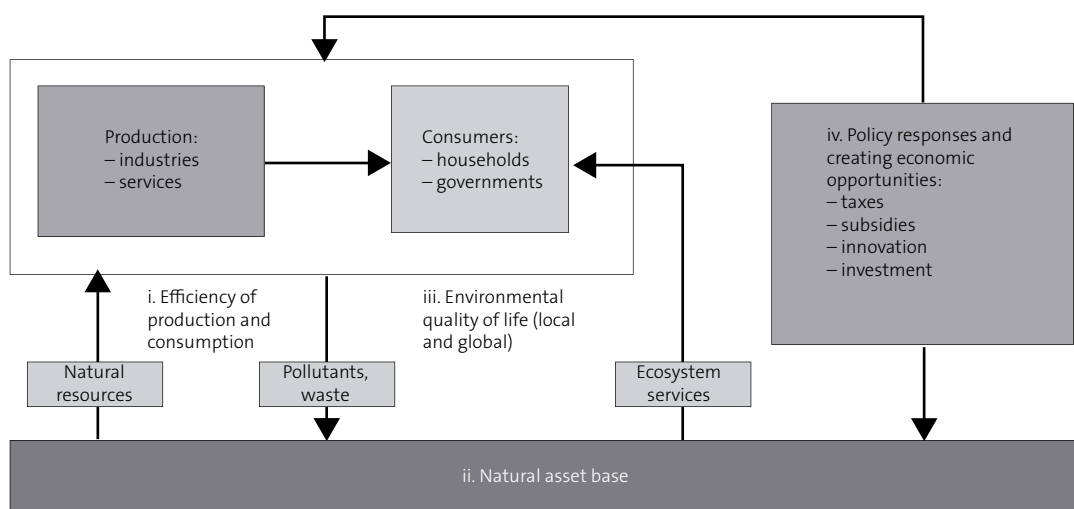 Production:
– industries
– services
Consumers:
– households
– governments
iv. Policy responses and
creating economic
opportunities:
– taxes
– subsidies
– innovation
– investment
i. Efficiency of
production and
consumption
iii. Environmental
quality of life (local
and global)
Natural
resources
Pollutants,
waste
Ecosystem
services
ii. Natural asset base